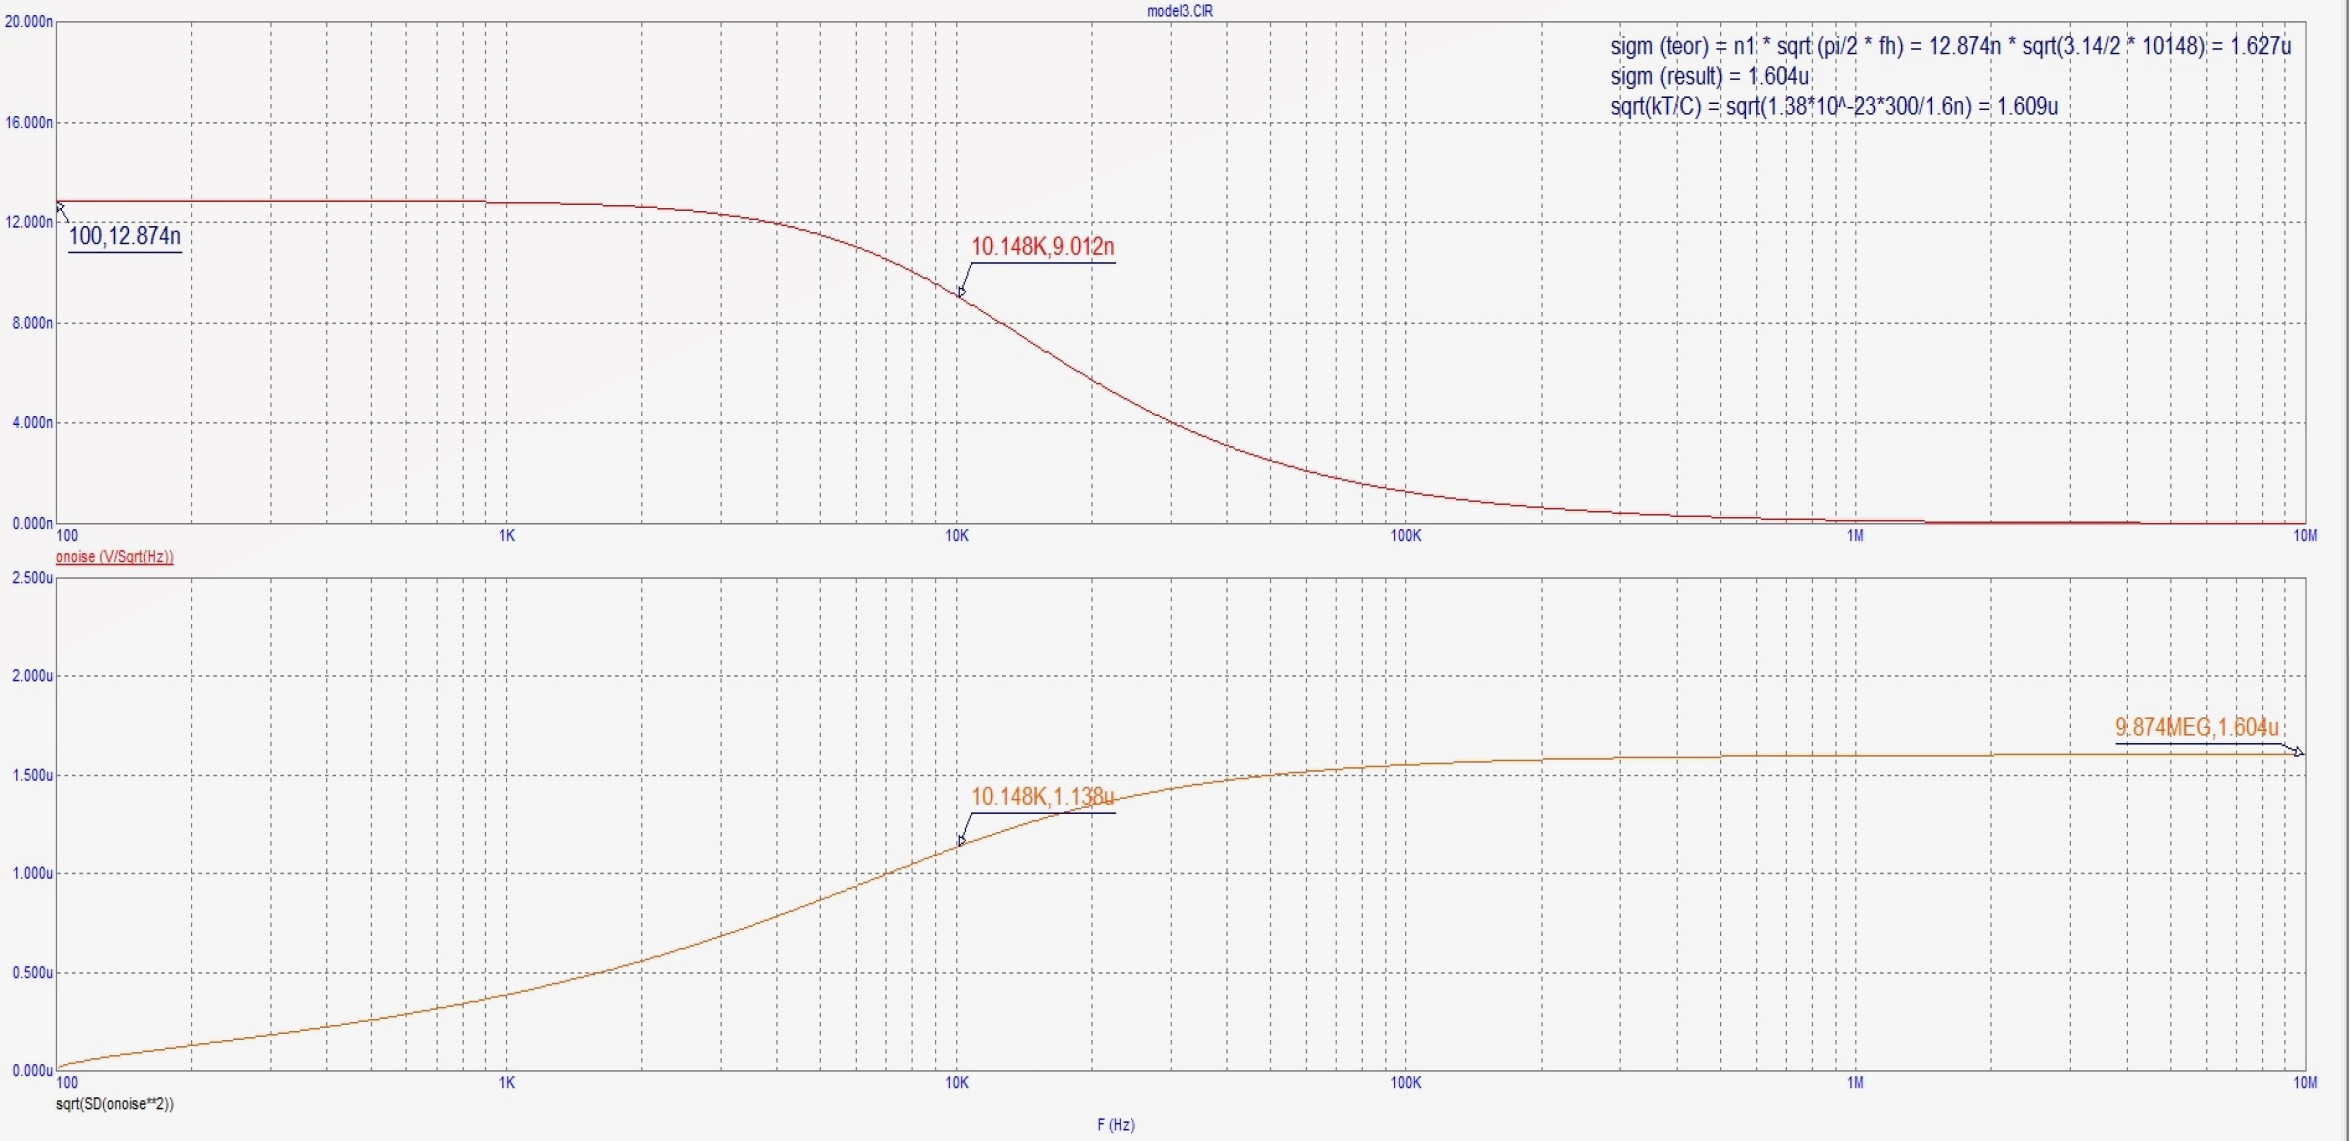 model3.CIR
20.000n
sigm (teor) = n1 * sqrt (pi/2 * fh) = 12.874n * sqrt(3.14/2 * 10148) = 1.627u
sigm (result) = 1.604u
sqrt(kT/C) = sqrt(1.38*10^-23*300/1.6n) = 1.609u
16.000n
12.000n
100,12.874n
10.148K,9.012n
8.000n
4.000n
0.000n
100 1K 10K 100K 1M 10M
onoise (V/Sqrt(Hz))
2.500u
2.000u
9.874MEG,1.604u
1.500u
10.148K,1.138u
1.000u
0.500u
0.000u
100 1K 10K 100K 1M 10M
sqrt(SD(onoise**2))
F (Hz)